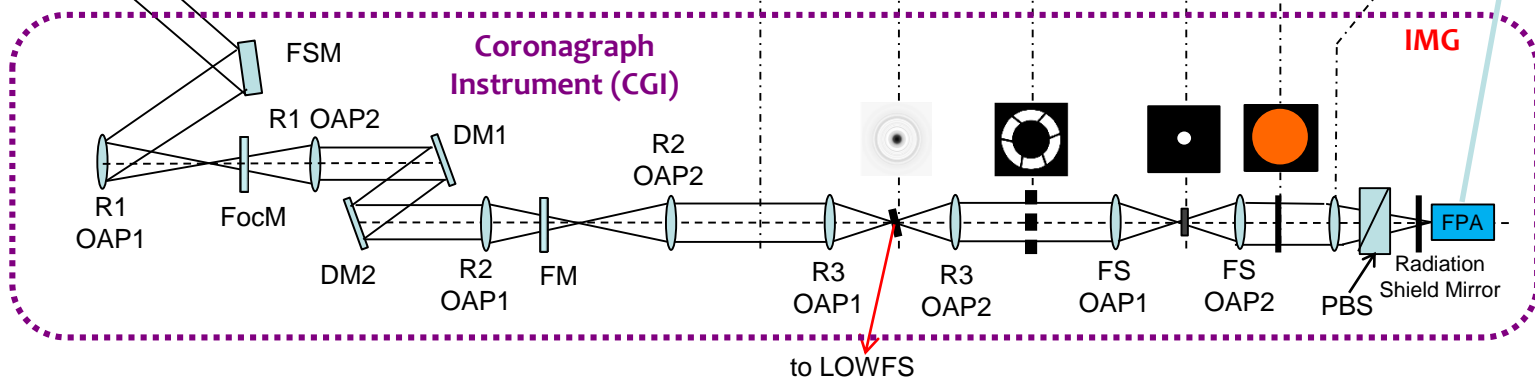 Coronagraph
Instrument (CGI)
IMG
FSM
R1 OAP2
DM1
R2
OAP2
R1
OAP1
FocM
DM2
R2
OAP1
FM
R3
OAP1
R3
OAP2
FS
OAP1
FS
OAP2
PBS
FPA
Radiation
Shield Mirror
to LOWFS